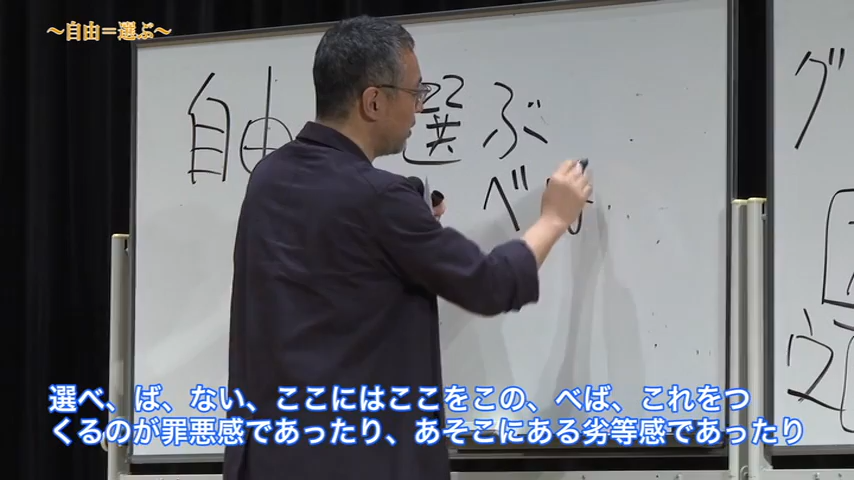 〜自由=選ぶ〜
自由 選ぶ
べ
グ
選べ、ば、ない、ここにはここをこの、べば、これをつ
くるのが罪悪感であったり、あそこにある劣等感であったり